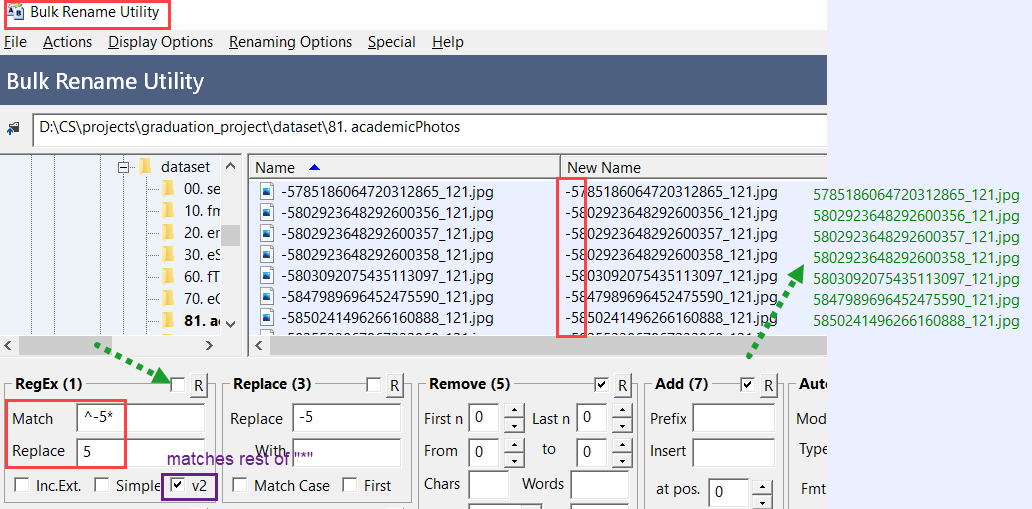 Bulk Rename Utility
File Actions Display Options Renaming Options Special Help
Bulk Rename Utility
D:\CS\projects\graduation_project\dataset\81. academicPhotos
dataset
00. se
10. fm
20. er
30. eS
60. fT
70. eC
81. ac
Name New Name
-5785186064720312865_121.jpg -5785186064720312865_121.jpg 5785186064720312865_121.jpg
-5802923648292600356_121.jpg -5802923648292600356_121.jpg 5802923648292600356_121.jpg
-5802923648292600357_121.jpg -5802923648292600357_121.jpg 5802923648292600357_121.jpg
-5802923648292600358_121.jpg -5802923648292600358_121.jpg 5802923648292600358_121.jpg
-5803092075435113097_121.jpg -5803092075435113097_121.jpg 5803092075435113097_121.jpg
-5847989696452475590_121.jpg -5847989696452475590_121.jpg 5847989696452475590_121.jpg
-5850241496266160888_121.jpg -5850241496266160888_121.jpg 5850241496266160888_121.jpg
RegEx (1) R Replace (3) R Remove (5) R Add (7) R Auto
Match ^-5* Replace -5 First n 0 Last n 0 Prefix Mod
Replace 5 With From 0 to 0 Insert Type
matches rest of "*"
Inc.Ext. Simple v2 Match Case First Chars Words at pos. 0 Fmt